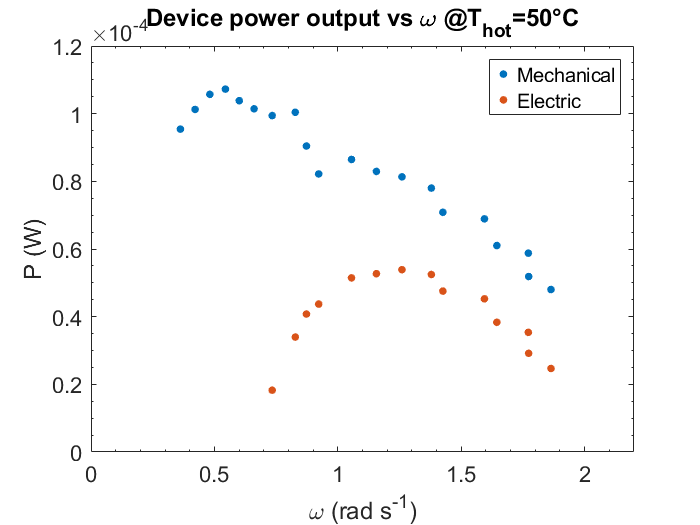 Device power output vs ω @T_hot=50°C
×10^-4
Mechanical
Electric
1.2
1
0.8
0.6
0.4
0.2
0
P (W)
0 0.5 1 1.5 2
ω (rad s^-1)